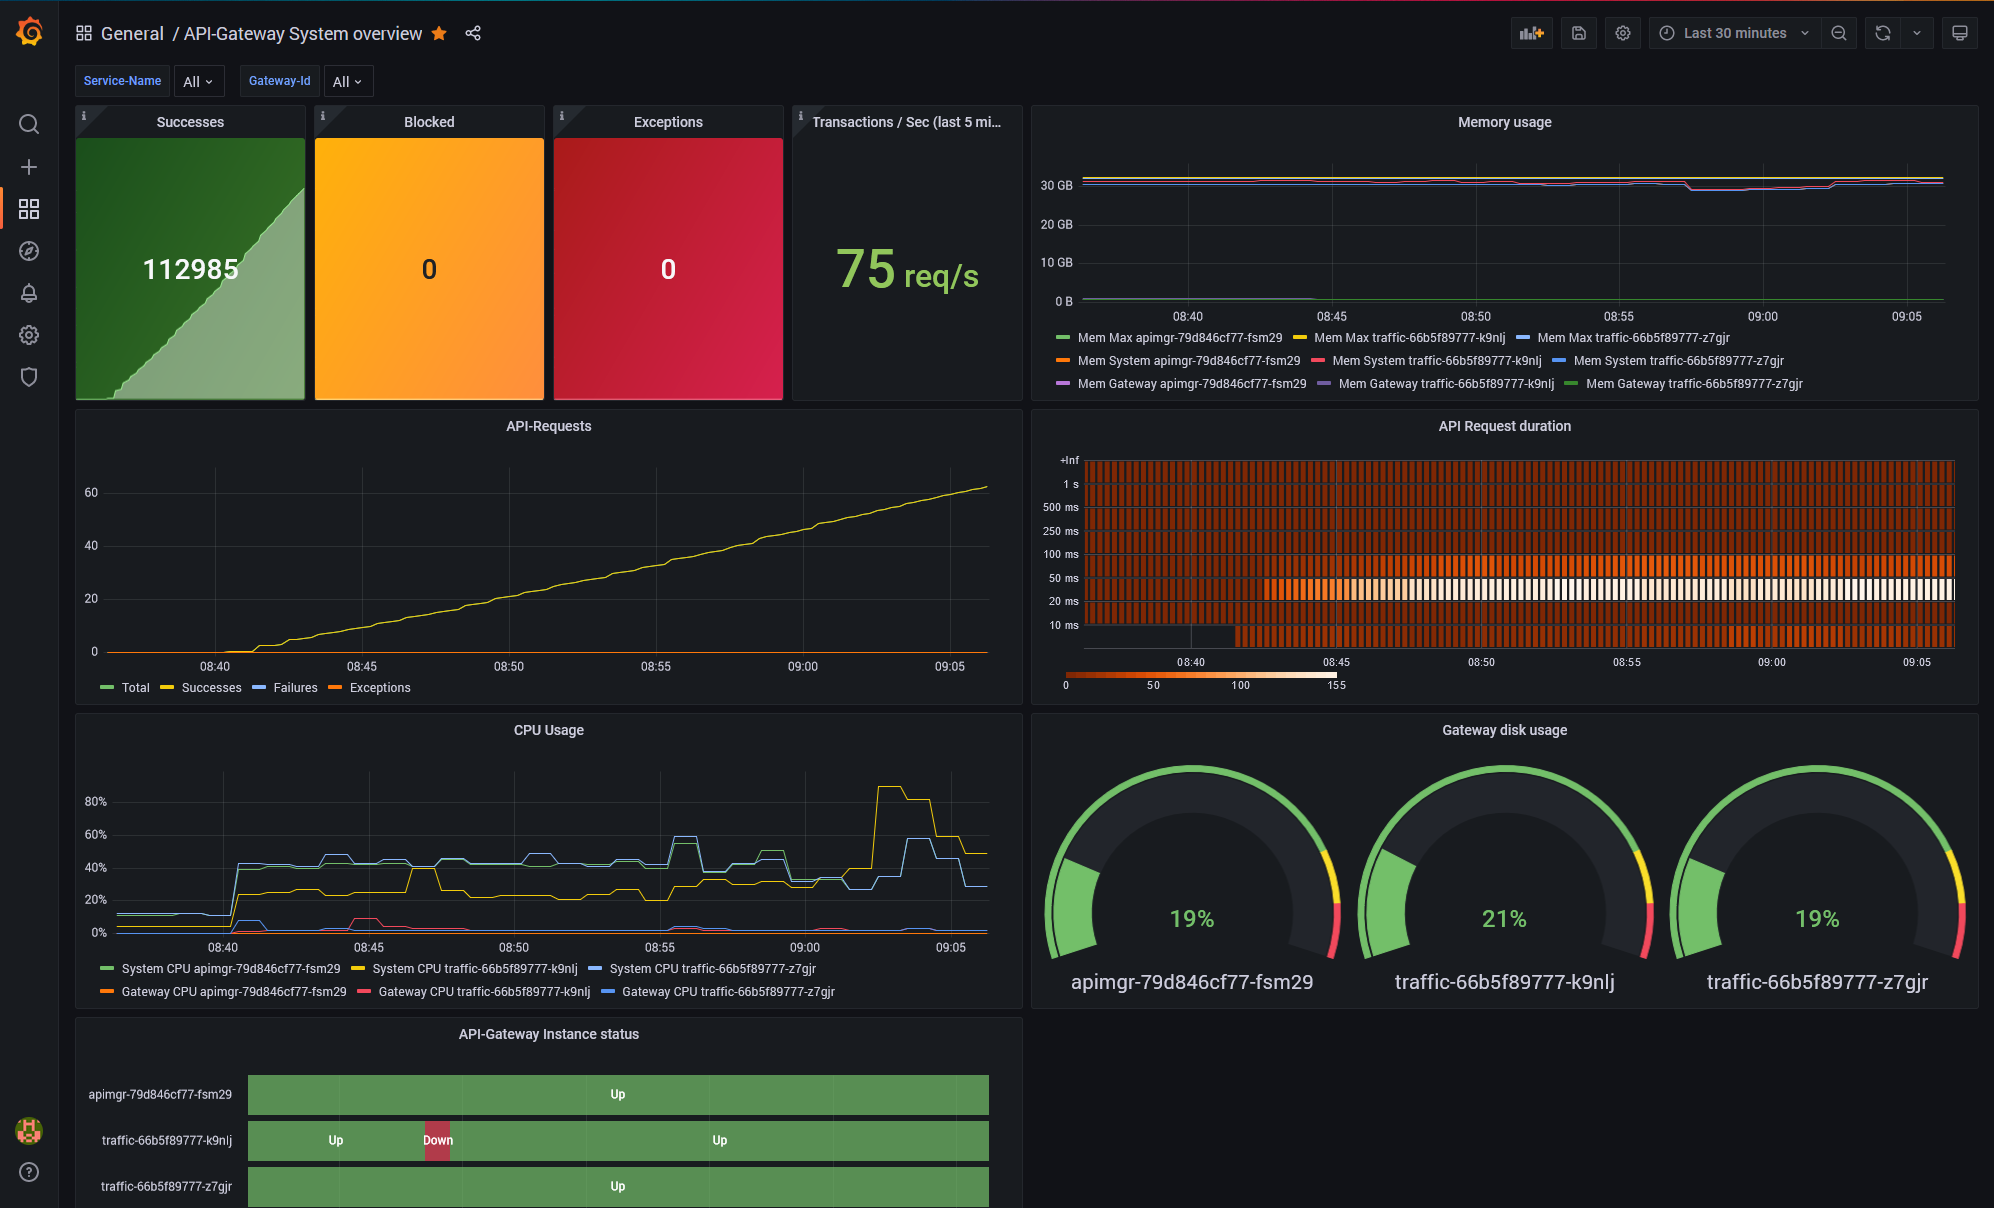 General / API-Gateway System overview
Last 30 minutes
Service-Name All Gateway-Id All
Successes
112985
Blocked
0
Exceptions
0
Transactions / Sec (last 5 mi...
75 req/s
Memory usage
30 GB
20 GB
10 GB
0 B
08:40 08:45 08:50 08:55 09:00 09:05
Mem Max apimgr-79d846cf77-fsm29 Mem Max traffic-66b5f89777-k9nlj Mem Max traffic-66b5f89777-z7gjr
Mem System apimgr-79d846cf77-fsm29 Mem System traffic-66b5f89777-k9nlj Mem System traffic-66b5f89777-z7gjr
Mem Gateway apimgr-79d846cf77-fsm29 Mem Gateway traffic-66b5f89777-k9nlj Mem Gateway traffic-66b5f89777-z7gjr
API-Requests
60
40
20
0
08:40 08:45 08:50 08:55 09:00 09:05
Total Successes Failures Exceptions
API Request duration
+Inf
1 s
500 ms
250 ms
100 ms
50 ms
20 ms
10 ms
08:40 08:45 08:50 08:55 09:00 09:05
0 50 100 155
CPU Usage
80%
60%
40%
20%
0%
08:40 08:45 08:50 08:55 09:00 09:05
System CPU apimgr-79d846cf77-fsm29 System CPU traffic-66b5f89777-k9nlj System CPU traffic-66b5f89777-z7gjr
Gateway CPU apimgr-79d846cf77-fsm29 Gateway CPU traffic-66b5f89777-k9nlj Gateway CPU traffic-66b5f89777-z7gjr
Gateway disk usage
19% 21% 19%
apimgr-79d846cf77-fsm29 traffic-66b5f89777-k9nlj traffic-66b5f89777-z7gjr
API-Gateway Instance status
apimgr-79d846cf77-fsm29 Up
traffic-66b5f89777-k9nlj Up Down Up
traffic-66b5f89777-z7gjr Up